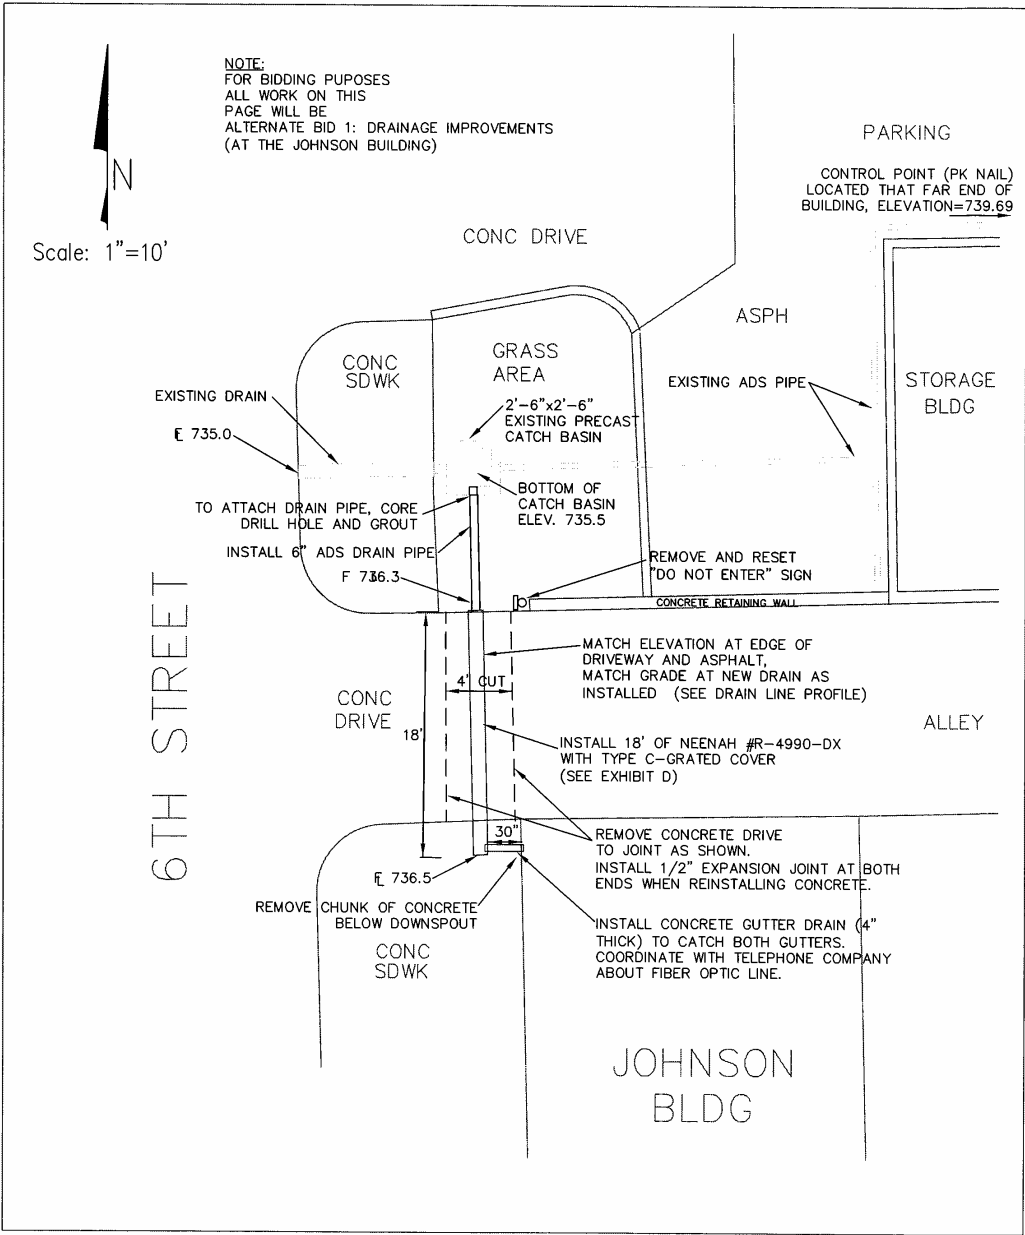 NOTE:
FOR BIDDING PUPOSES
ALL WORK ON THIS
PAGE WILL BE
ALTERNATE BID 1: DRAINAGE IMPROVEMENTS
(AT THE JOHNSON BUILDING)
N
Scale: 1"=10'
PARKING
CONTROL POINT (PK NAIL)
LOCATED THAT FAR END OF
BUILDING, ELEVATION=739.69
CONC DRIVE
ASPH
CONC
SDWK
GRASS
AREA
EXISTING ADS PIPE
STORAGE
BLDG
EXISTING DRAIN
2'-6"x2'-6"
EXISTING PRECAST
CATCH BASIN
FL 735.0
BOTTOM OF
CATCH BASIN
ELEV. 735.5
TO ATTACH DRAIN PIPE, CORE
DRILL HOLE AND GROUT
INSTALL 6" ADS DRAIN PIPE
F 736.3
REMOVE AND RESET
"DO NOT ENTER" SIGN
CONCRETE RETAINING WALL
6TH STREET
MATCH ELEVATION AT EDGE OF
DRIVEWAY AND ASPHALT,
MATCH GRADE AT NEW DRAIN AS
INSTALLED (SEE DRAIN LINE PROFILE)
4' CUT
CONC
DRIVE
18'
ALLEY
INSTALL 18' OF NEENAH #R-4990-DX
WITH TYPE C-GRATED COVER
(SEE EXHIBIT D)
30"
REMOVE CONCRETE DRIVE
TO JOINT AS SHOWN.
INSTALL 1/2" EXPANSION JOINT AT BOTH
ENDS WHEN REINSTALLING CONCRETE.
FL 736.5
REMOVE CHUNK OF CONCRETE
BELOW DOWNSPOUT
INSTALL CONCRETE GUTTER DRAIN (4"
THICK) TO CATCH BOTH GUTTERS.
COORDINATE WITH TELEPHONE COMPANY
ABOUT FIBER OPTIC LINE.
CONC
SDWK
JOHNSON
BLDG